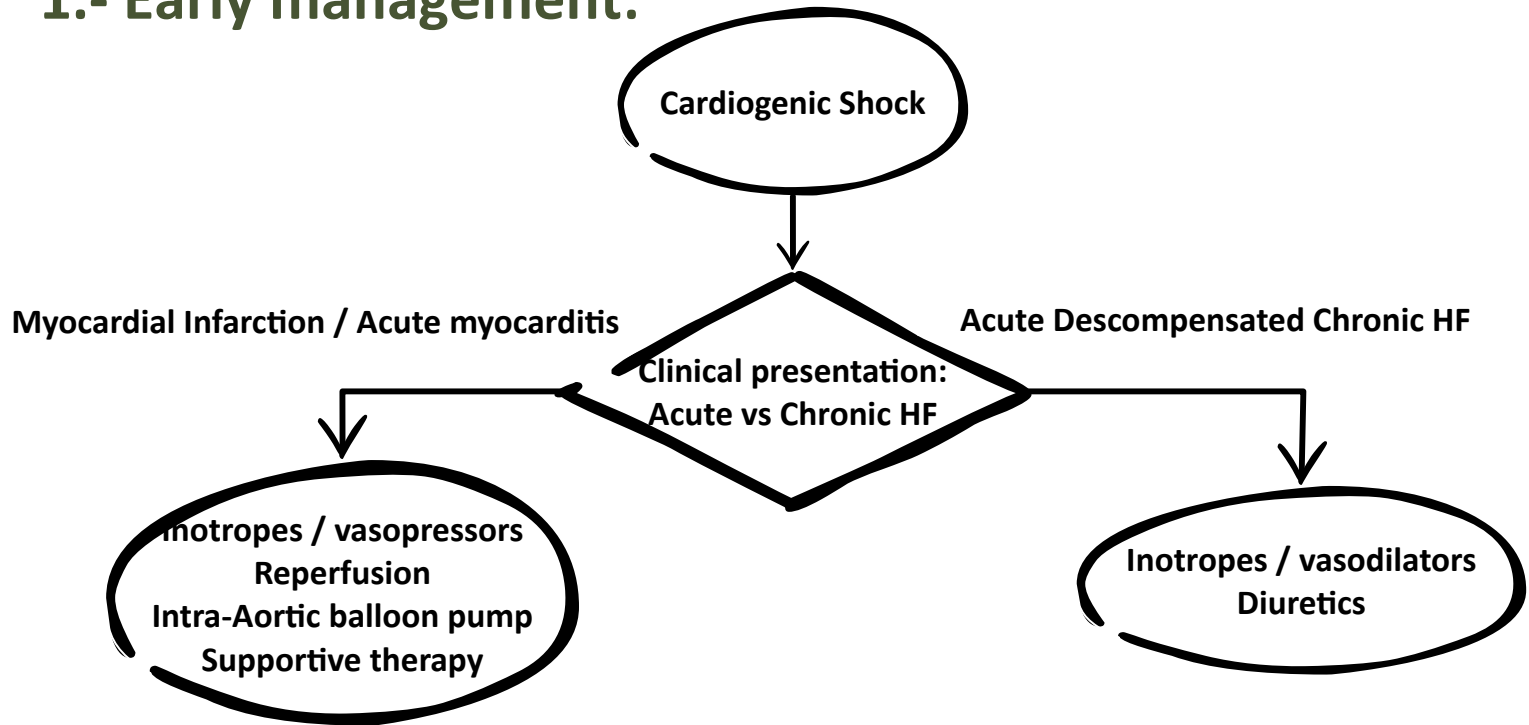 1.- Early management:
Cardiogenic Shock
Myocardial Infarction / Acute myocarditis
Acute Descompensated Chronic HF
Clinical presentation:
Acute vs Chronic HF
Inotropes / vasopressors
Reperfusion
Intra-Aortic balloon pump
Supportive therapy
Inotropes / vasodilators
Diuretics